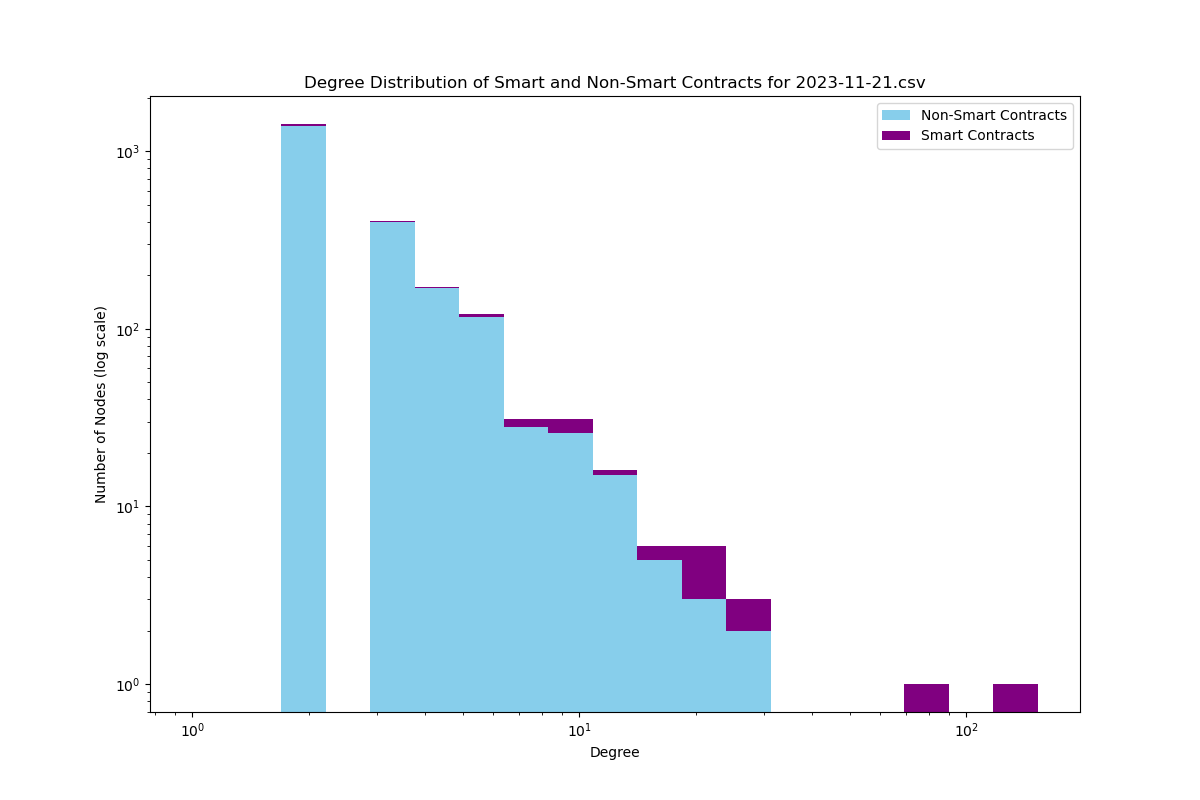 Degree Distribution of Smart and Non-Smart Contracts for 2023-11-21.csv
Non-Smart Contracts
Smart Contracts
Number of Nodes (log scale)
10³
10²
10¹
10⁰
10⁰ 10¹ 10²
Degree